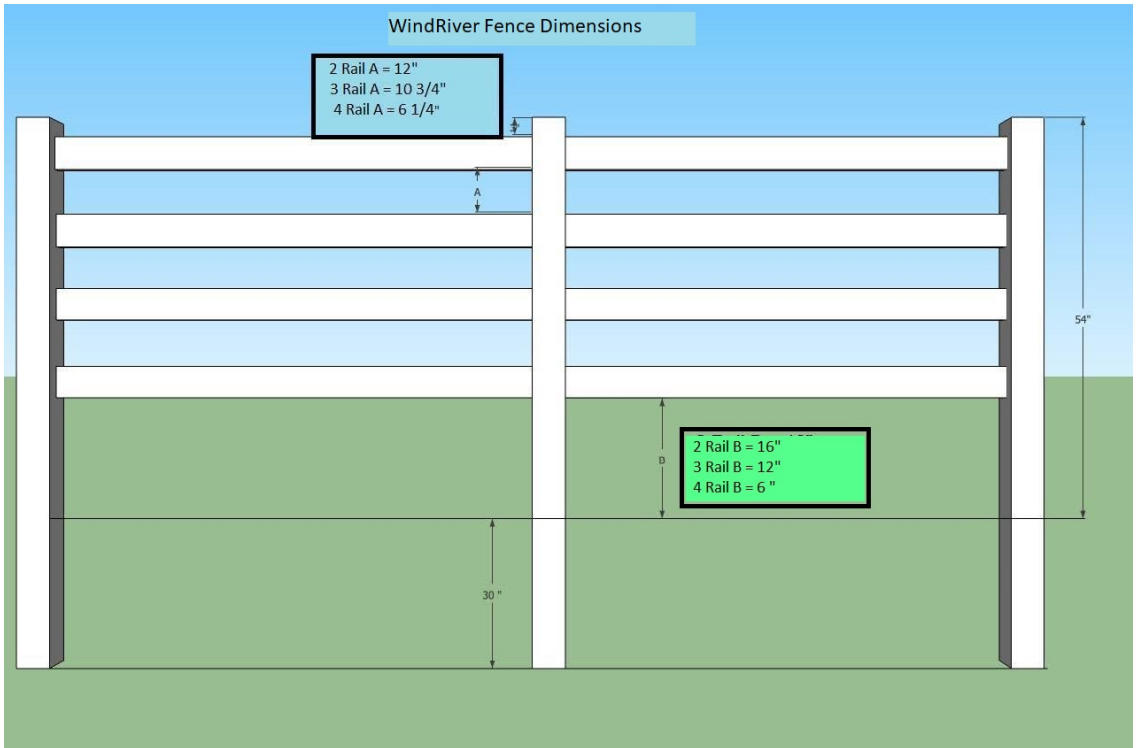 WindRiver Fence Dimensions
2 Rail A = 12"
3 Rail A = 10 3/4"
4 Rail A = 6 1/4"
A
54"
2 Rail B = 16"
3 Rail B = 12"
4 Rail B = 6 "
30 "